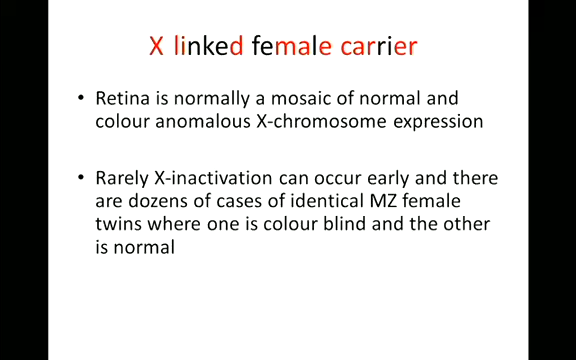 X linked female carrier
• Retina is normally a mosaic of normal and
colour anomalous X-chromosome expression
• Rarely X-inactivation can occur early and there
are dozens of cases of identical MZ female
twins where one is colour blind and the other
is normal